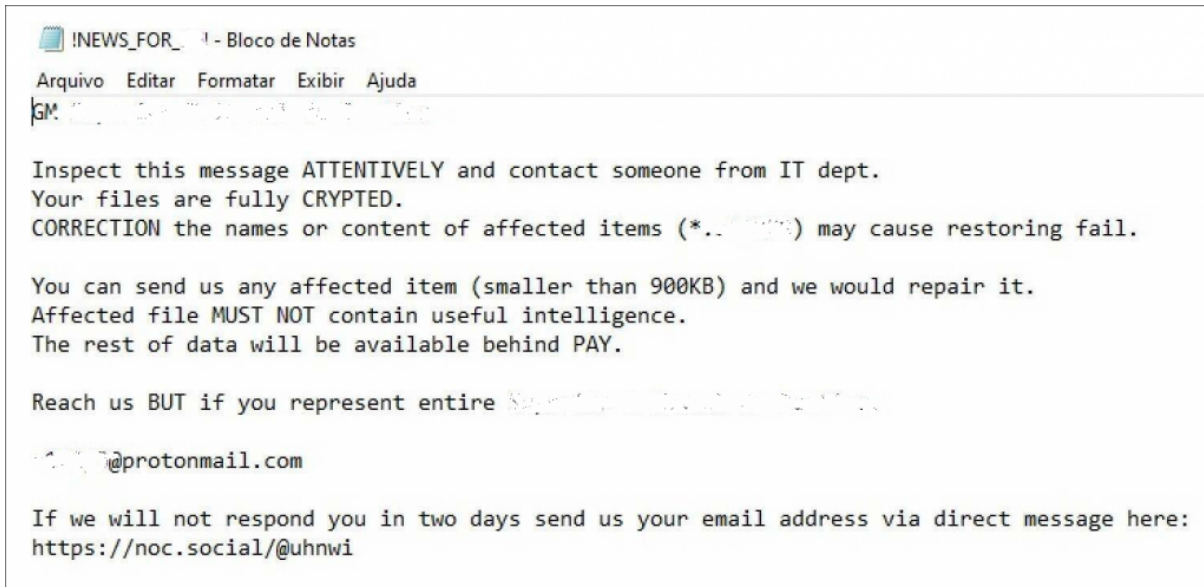 !NEWS_FOR_ ! - Bloco de Notas
Arquivo Editar Formatar Exibir Ajuda
GM
Inspect this message ATTENTIVELY and contact someone from IT dept.
Your files are fully CRYPTED.
CORRECTION the names or content of affected items (*.. ) may cause restoring fail.
You can send us any affected item (smaller than 900KB) and we would repair it.
Affected file MUST NOT contain useful intelligence.
The rest of data will be available behind PAY.
Reach us BUT if you represent entire
@protonmail.com
If we will not respond you in two days send us your email address via direct message here:
https://noc.social/@uhnwi